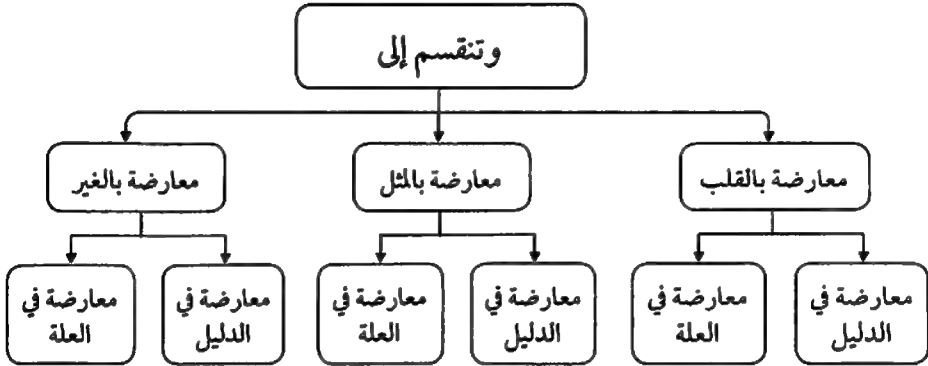 وتنقسم إلى
معارضة بالقلب
معارضة بالمثل
معارضة بالغير
معارضة في
الدليل
معارضة في
العلة
معارضة في
الدليل
معارضة في
العلة
معارضة في
الدليل
معارضة في
العلة